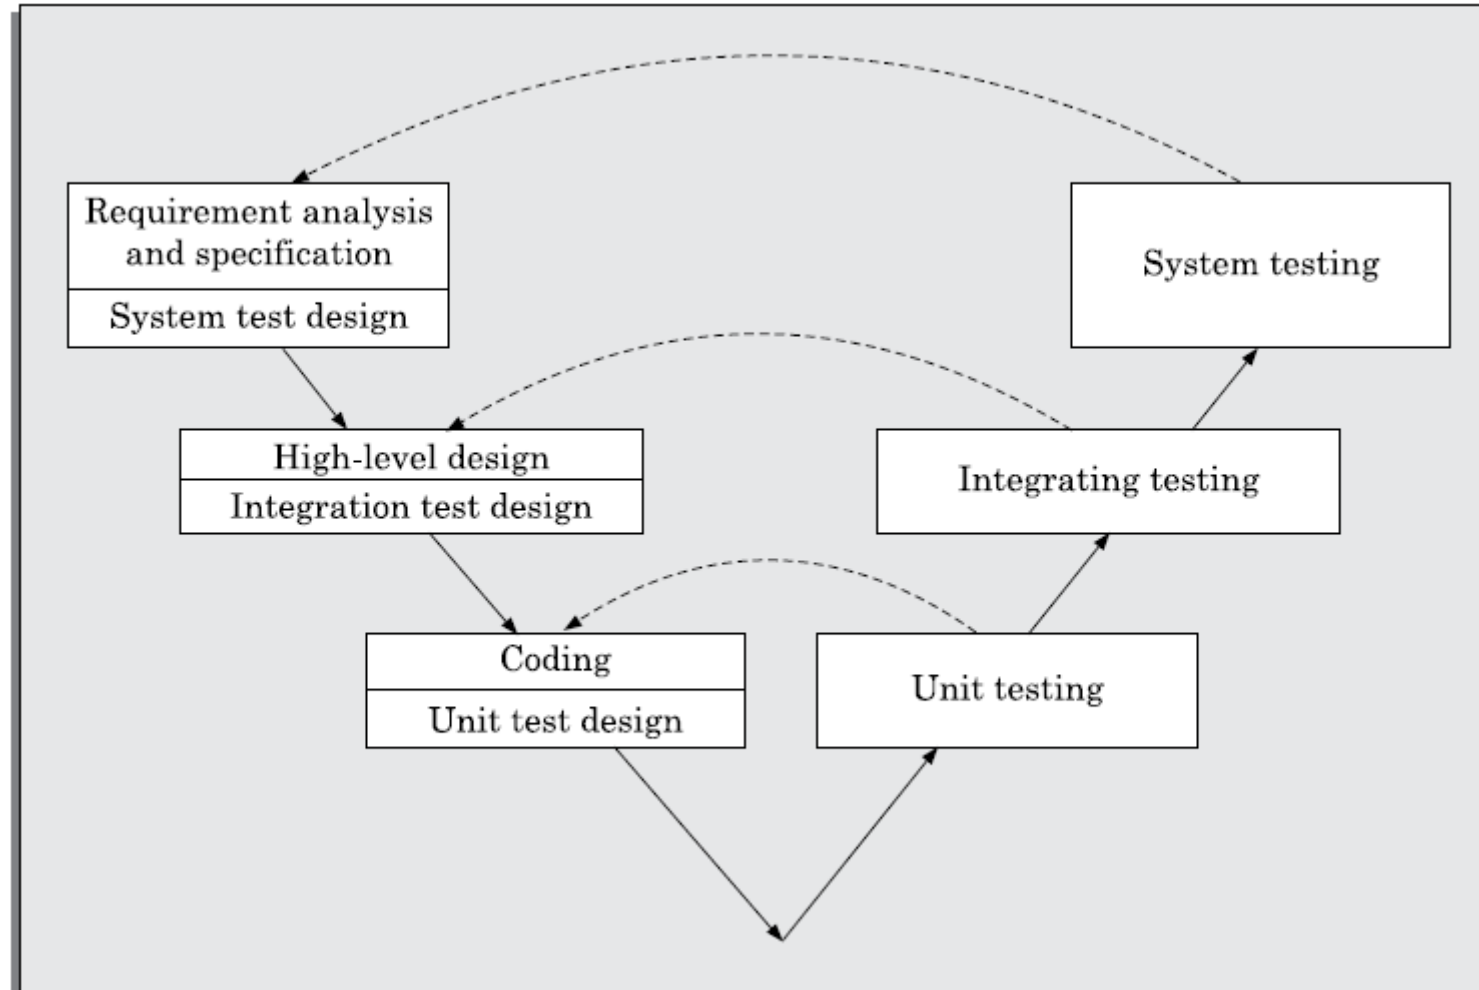 Requirement analysis
and specification
System test design
System testing
High-level design
Integration test design
Integrating testing
Coding
Unit test design
Unit testing